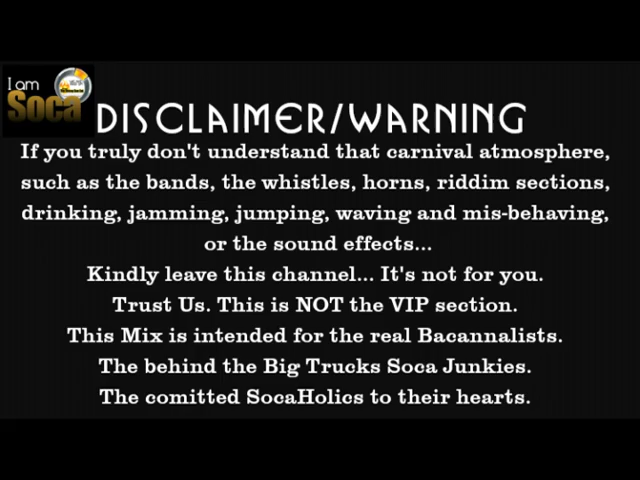 I am
Soca
DISCLAIMER/WARNING
If you truly don't understand that carnival atmosphere,
such as the bands, the whistles, horns, riddim sections,
drinking, jamming, jumping, waving and mis-behaving,
or the sound effects...
Kindly leave this channel... It's not for you.
Trust Us. This is NOT the VIP section.
This Mix is intended for the real Bacannalists.
The behind the Big Trucks Soca Junkies.
The comitted SocaHolics to their hearts.